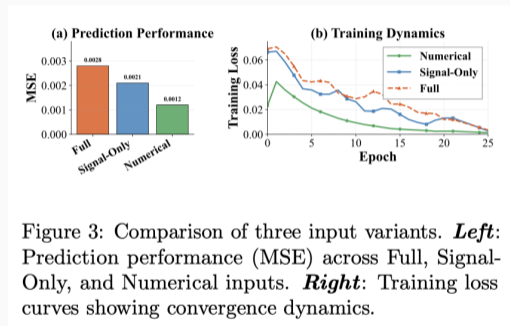 (a) Prediction Performance
MSE
0.003
0.002
0.001
0.000
0.0028
0.0021
0.0012
Full
Signal-Only
Numerical
(b) Training Dynamics
Training Loss
0.06
0.04
0.02
0.00
0 5 10 15 20 25
Epoch
Numerical
Signal-Only
Full
Figure 3: Comparison of three input variants. Left:
Prediction performance (MSE) across Full, Signal-
Only, and Numerical inputs. Right: Training loss
curves showing convergence dynamics.